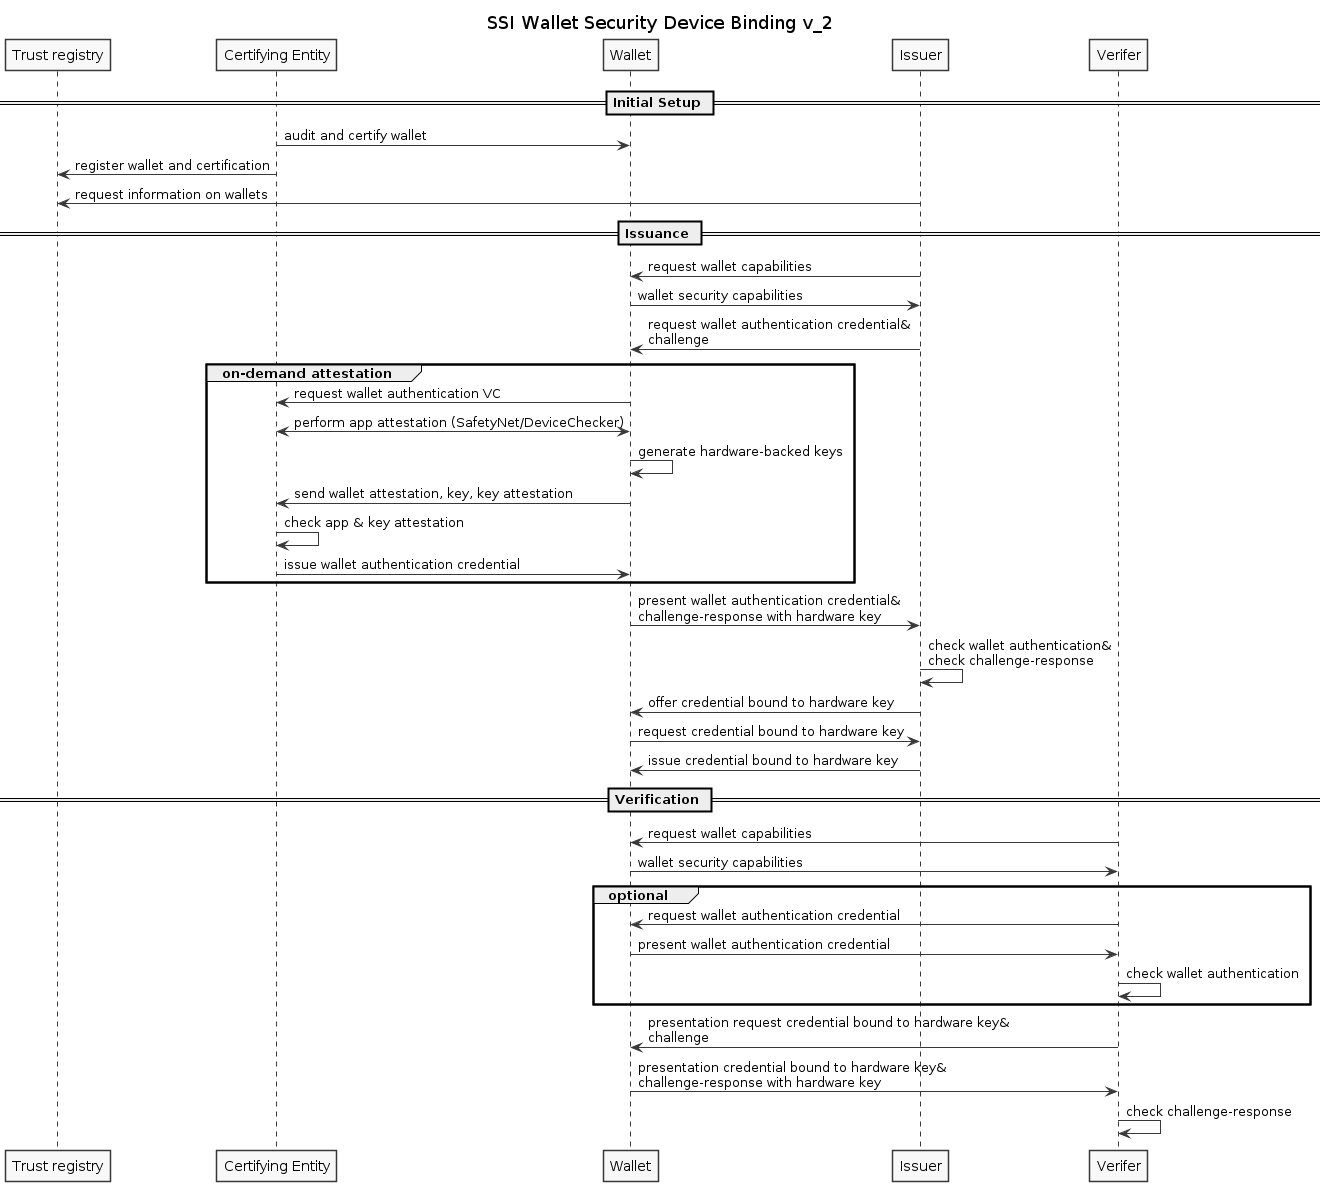 SSI Wallet Security Device Binding v_2
Trust registry
Certifying Entity
Wallet
Issuer
Verifer
Initial Setup
audit and certify wallet
register wallet and certification
request information on wallets
Issuance
request wallet capabilities
wallet security capabilities
request wallet authentication credential&
challenge
on-demand attestation
request wallet authentication VC
perform app attestation (SafetyNet/DeviceChecker)
generate hardware-backed keys
send wallet attestation, key, key attestation
check app & key attestation
issue wallet authentication credential
present wallet authentication credential&
challenge-response with hardware key
check wallet authentication&
check challenge-response
offer credential bound to hardware key
request credential bound to hardware key
issue credential bound to hardware key
Verification
request wallet capabilities
wallet security capabilities
optional
request wallet authentication credential
present wallet authentication credential
check wallet authentication
presentation request credential bound to hardware key&
challenge
presentation credential bound to hardware key&
challenge-response with hardware key
check challenge-response
Trust registry
Certifying Entity
Wallet
Issuer
Verifer